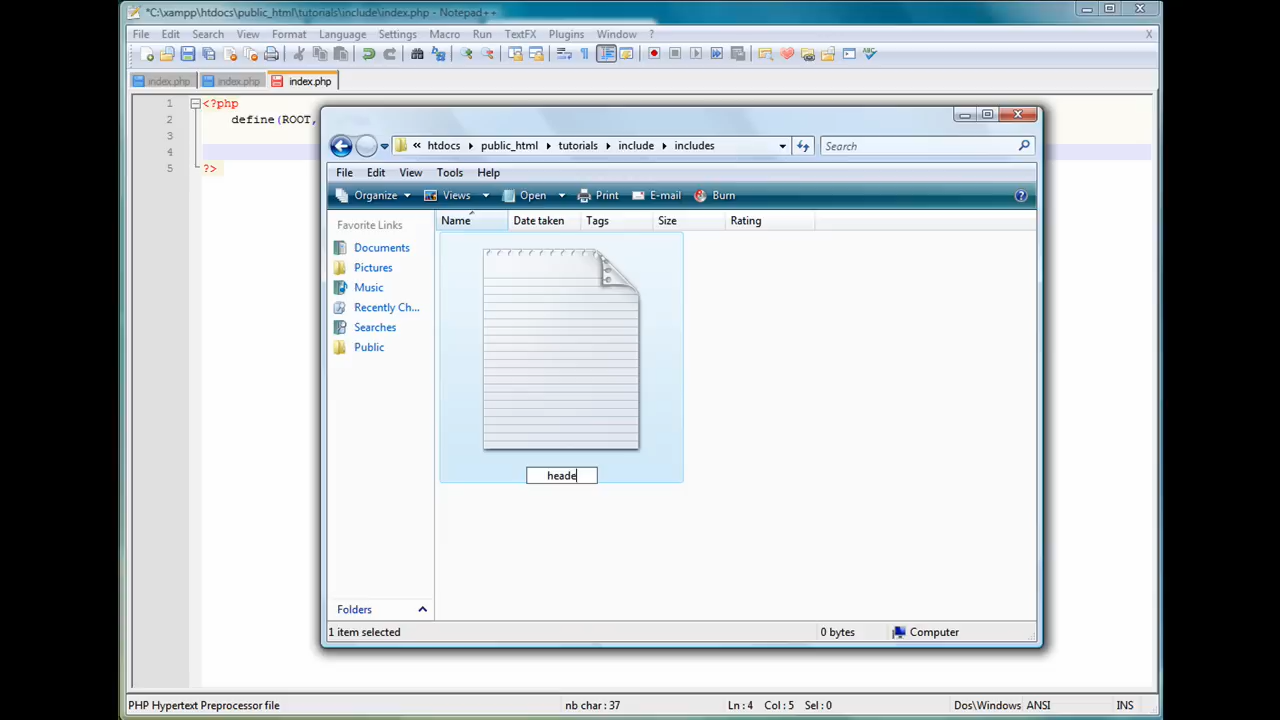 *C:\xampp\htdocs\public_html\tutorials\include\index.php - Notepad++
File Edit Search View Format Language Settings Macro Run TextFX Plugins Window ? X
index.php index.php index.php
1 <?php
2 define(ROOT,
3
4
5 ?>
« htdocs public_html tutorials include includes Search
File Edit View Tools Help
Organize Views Open Print E-mail Burn
Favorite Links
Documents
Pictures
Music
Recently Ch...
Searches
Public
Folders
Name Date taken Tags Size Rating
heade
1 item selected 0 bytes Computer
PHP Hypertext Preprocessor file nb char : 37 Ln : 4 Col : 5 Sel : 0 Dos\Windows ANSI INS